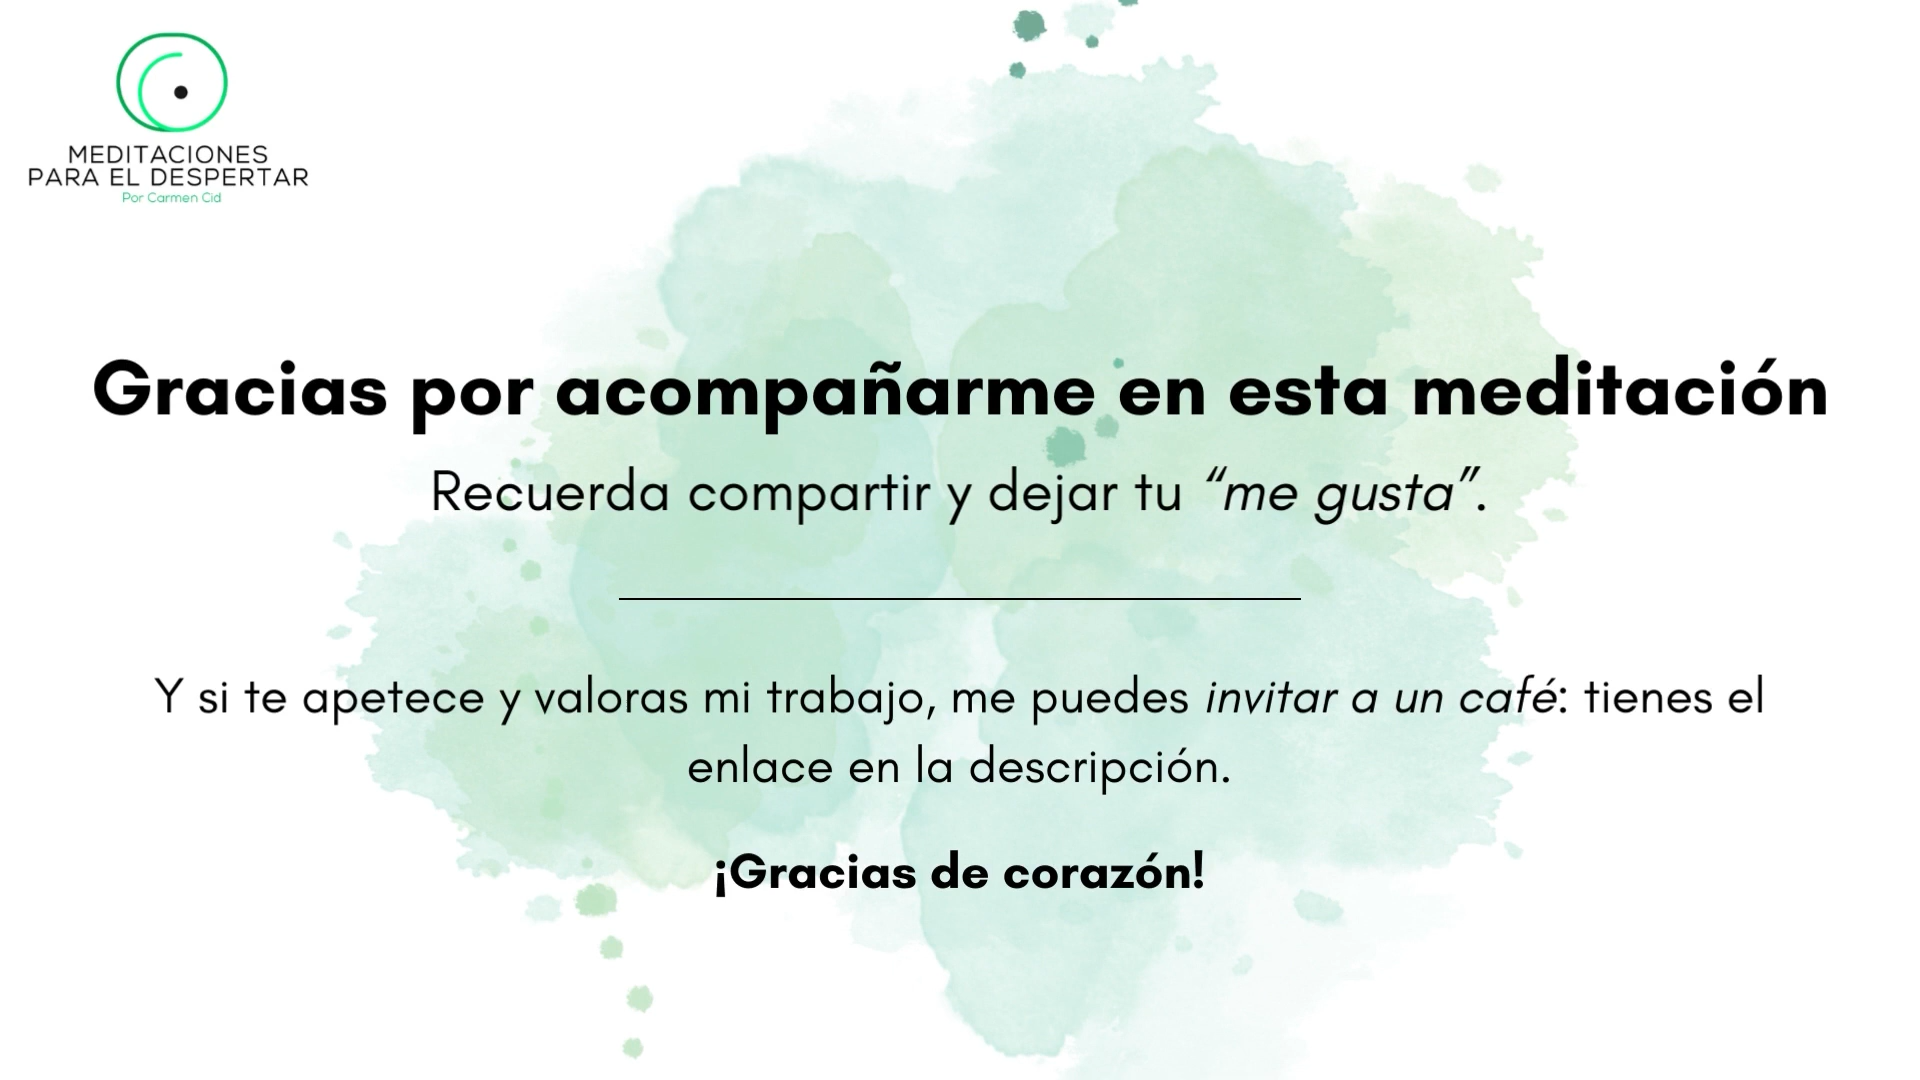 MEDITACIONES
PARA EL DESPERTAR
Por Carmen Cid
Gracias por acompañarme en esta meditación
Recuerda compartir y dejar tu “me gusta”.
Y si te apetece y valoras mi trabajo, me puedes invitar a un café: tienes el
enlace en la descripción.
¡Gracias de corazón!